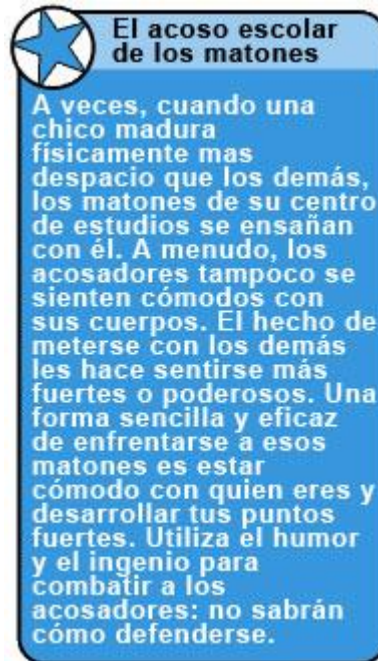 El acoso escolar
de los matones
A veces, cuando una
chico madura
físicamente mas
despacio que los demás,
los matones de su centro
de estudios se ensañan
con él. A menudo, los
acosadores tampoco se
sienten cómodos con
sus cuerpos. El hecho de
meterse con los demás
les hace sentirse más
fuertes o poderosos. Una
forma sencilla y eficaz
de enfrentarse a esos
matones es estar
cómodo con quien eres y
desarrollar tus puntos
fuertes. Utiliza el humor
y el ingenio para
combatir a los
acosadores: no sabrán
cómo defenderse.